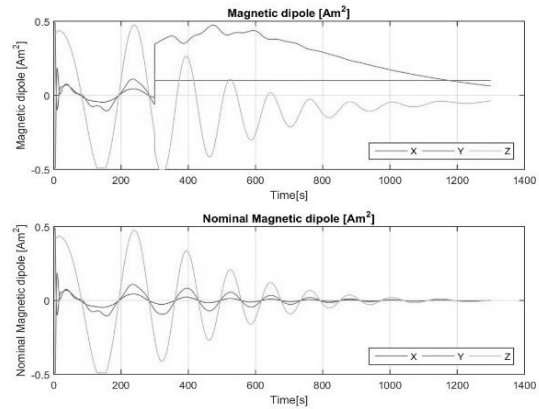 Magnetic dipole [Am2]
Magnetic dipole [Am2]
0.5
0
-0.5
X Y Z
0 200 400 600 800 1000 1200 1400
Time[s]
Nominal Magnetic dipole [Am2]
Nominal Magnetic dipole [Am2]
0.5
0
-0.5
X Y Z
0 200 400 600 800 1000 1200 1400
Time[s]